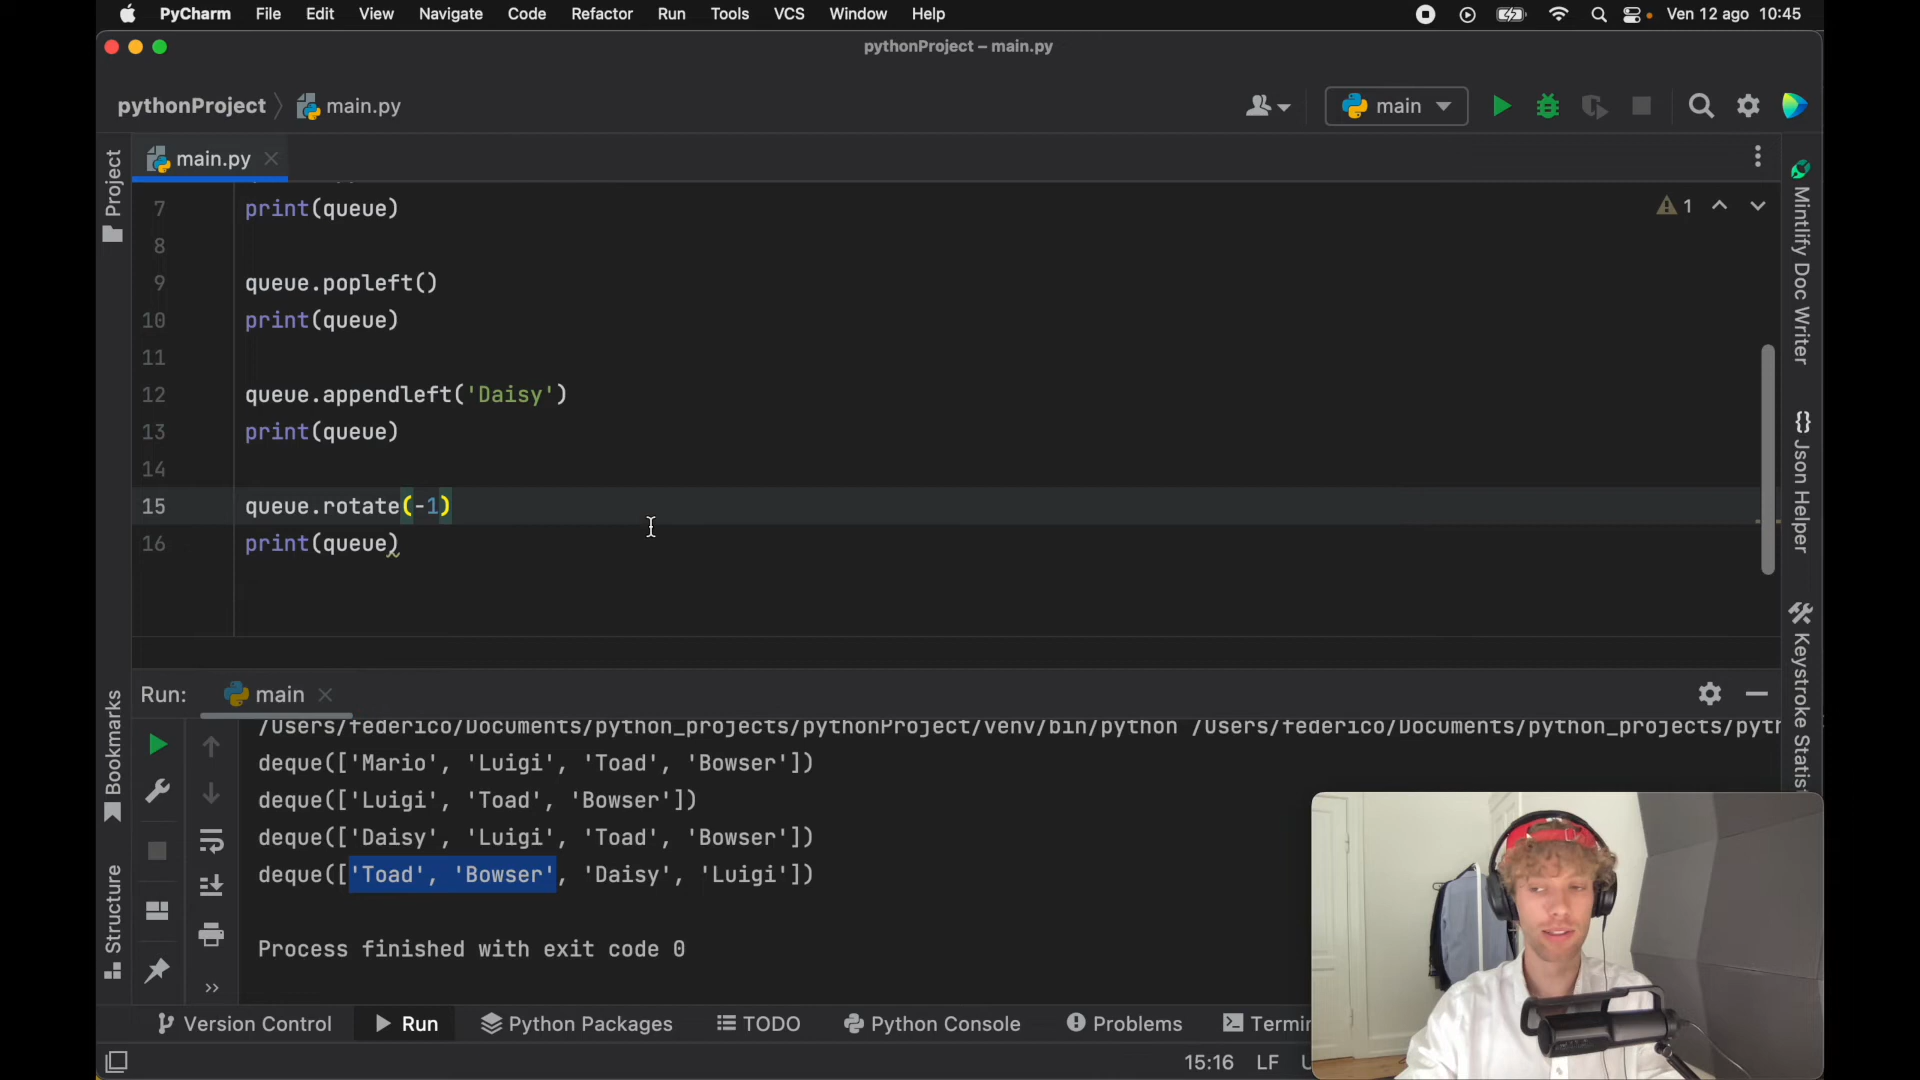 PyCharm File Edit View Navigate Code Refactor Run Tools VCS Window Help Ven 12 ago 10:45
pythonProject – main.py
pythonProject main.py main
main.py
Project
7 print(queue) 1
8
9 queue.popleft()
10 print(queue)
11
12 queue.appendleft('Daisy')
13 print(queue)
14
15 queue.rotate(-1)
16 print(queue)
Mintlify Doc Writer
{} Json Helper
Keystroke Statis
Run: main
/Users/federico/Documents/python_projects/pythonProject/venv/bin/python /Users/federico/Documents/python_projects/pyth
deque(['Mario', 'Luigi', 'Toad', 'Bowser'])
deque(['Luigi', 'Toad', 'Bowser'])
deque(['Daisy', 'Luigi', 'Toad', 'Bowser'])
deque(['Toad', 'Bowser', 'Daisy', 'Luigi'])
Process finished with exit code 0
Bookmarks
Structure
Version Control Run Python Packages TODO Python Console Problems Termin
15:16 LF U